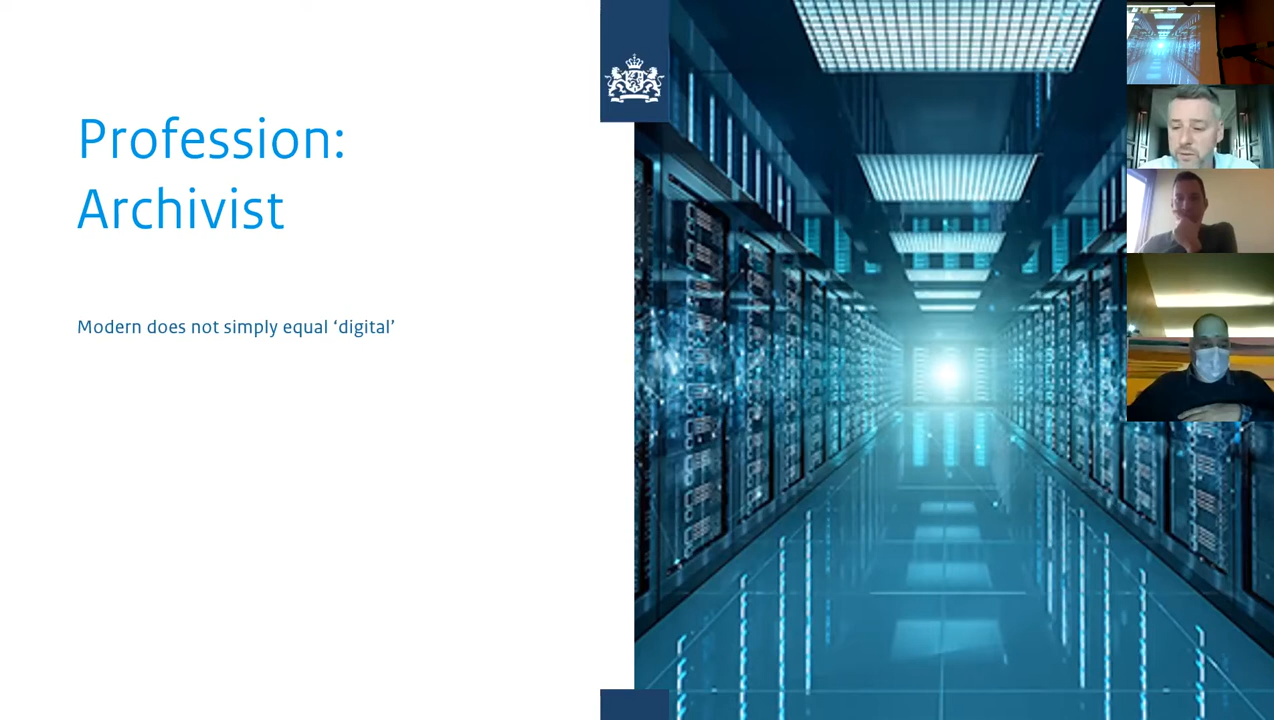 Profession:
Archivist
Modern does not simply equal ‘digital’